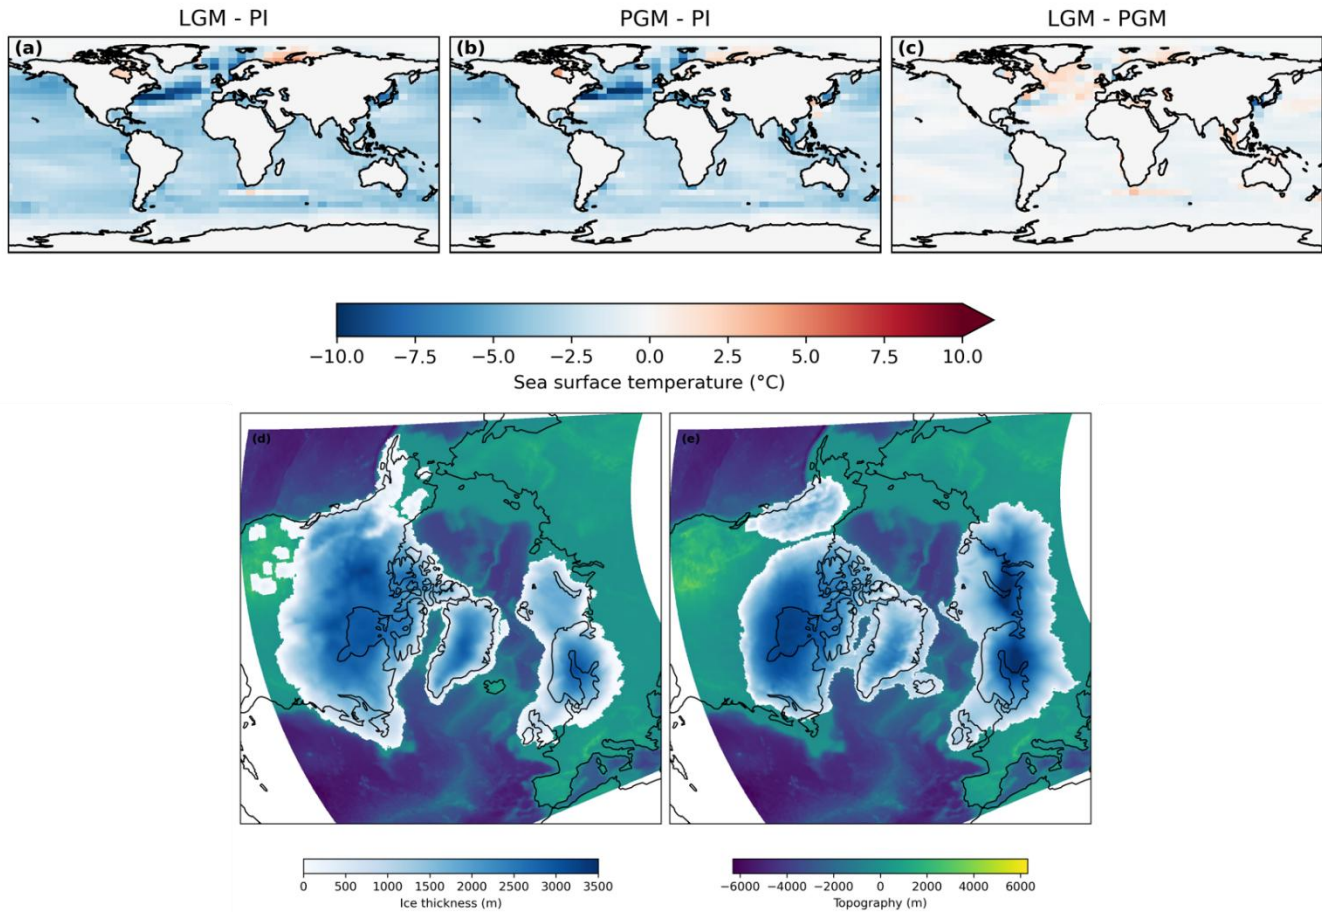 LGM - PI
PGM - PI
LGM - PGM
(a)
(b)
(c)
−10.0 −7.5 −5.0 −2.5 0.0 2.5 5.0 7.5 10.0
Sea surface temperature (°C)
(d)
(e)
0 500 1000 1500 2000 2500 3000 3500
Ice thickness (m)
−6000 −4000 −2000 0 2000 4000 6000
Topography (m)